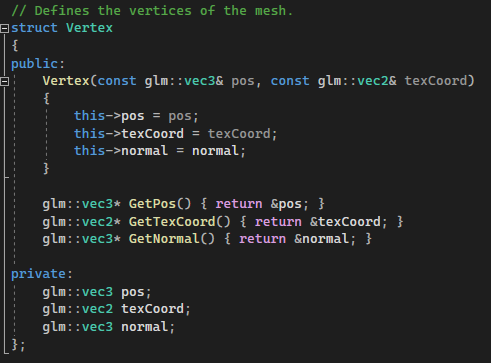 // Defines the vertices of the mesh.
struct Vertex
{
public:
    Vertex(const glm::vec3& pos, const glm::vec2& texCoord)
    {
        this->pos = pos;
        this->texCoord = texCoord;
        this->normal = normal;
    }

    glm::vec3* GetPos() { return &pos; }
    glm::vec2* GetTexCoord() { return &texCoord; }
    glm::vec3* GetNormal() { return &normal; }

private:
    glm::vec3 pos;
    glm::vec2 texCoord;
    glm::vec3 normal;
};